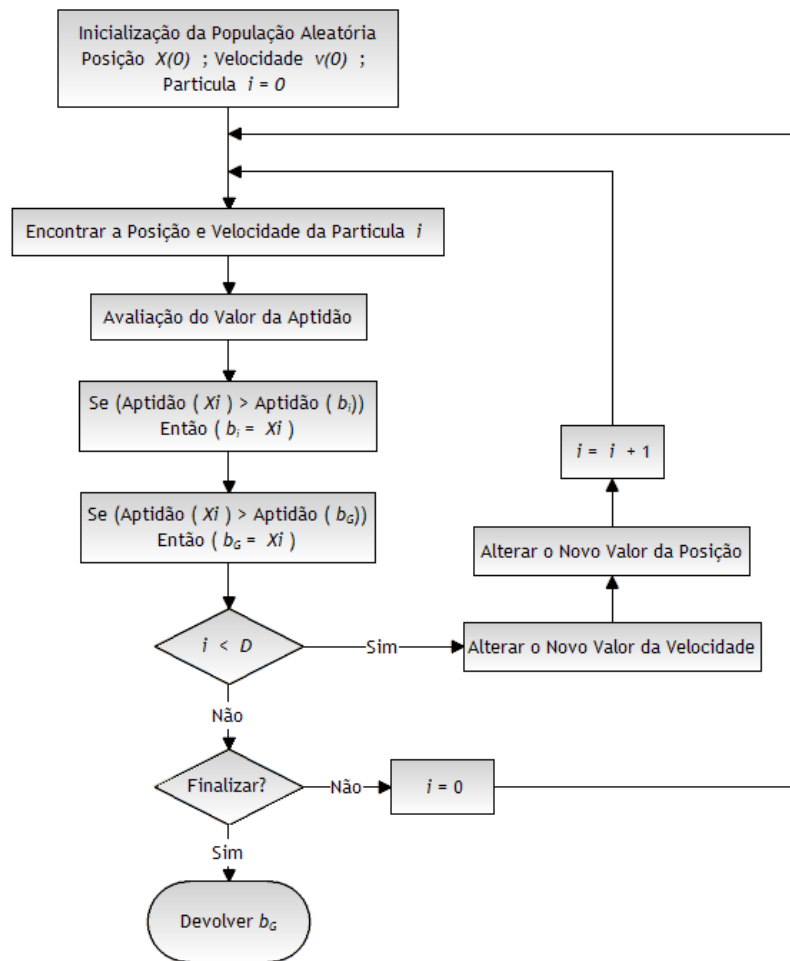 Inicialização da População Aleatória
Posição X(0) ; Velocidade v(0) ;
Particula i = 0
Encontrar a Posição e Velocidade da Particula i
Avaliação do Valor da Aptidão
Se (Aptidão ( Xi ) > Aptidão ( bi))
Então ( bi = Xi )
Se (Aptidão ( Xi ) > Aptidão ( bG))
Então ( bG = Xi )
i < D
Sim
Alterar o Novo Valor da Velocidade
Alterar o Novo Valor da Posição
i = i + 1
Não
Finalizar?
Não
i = 0
Sim
Devolver bG